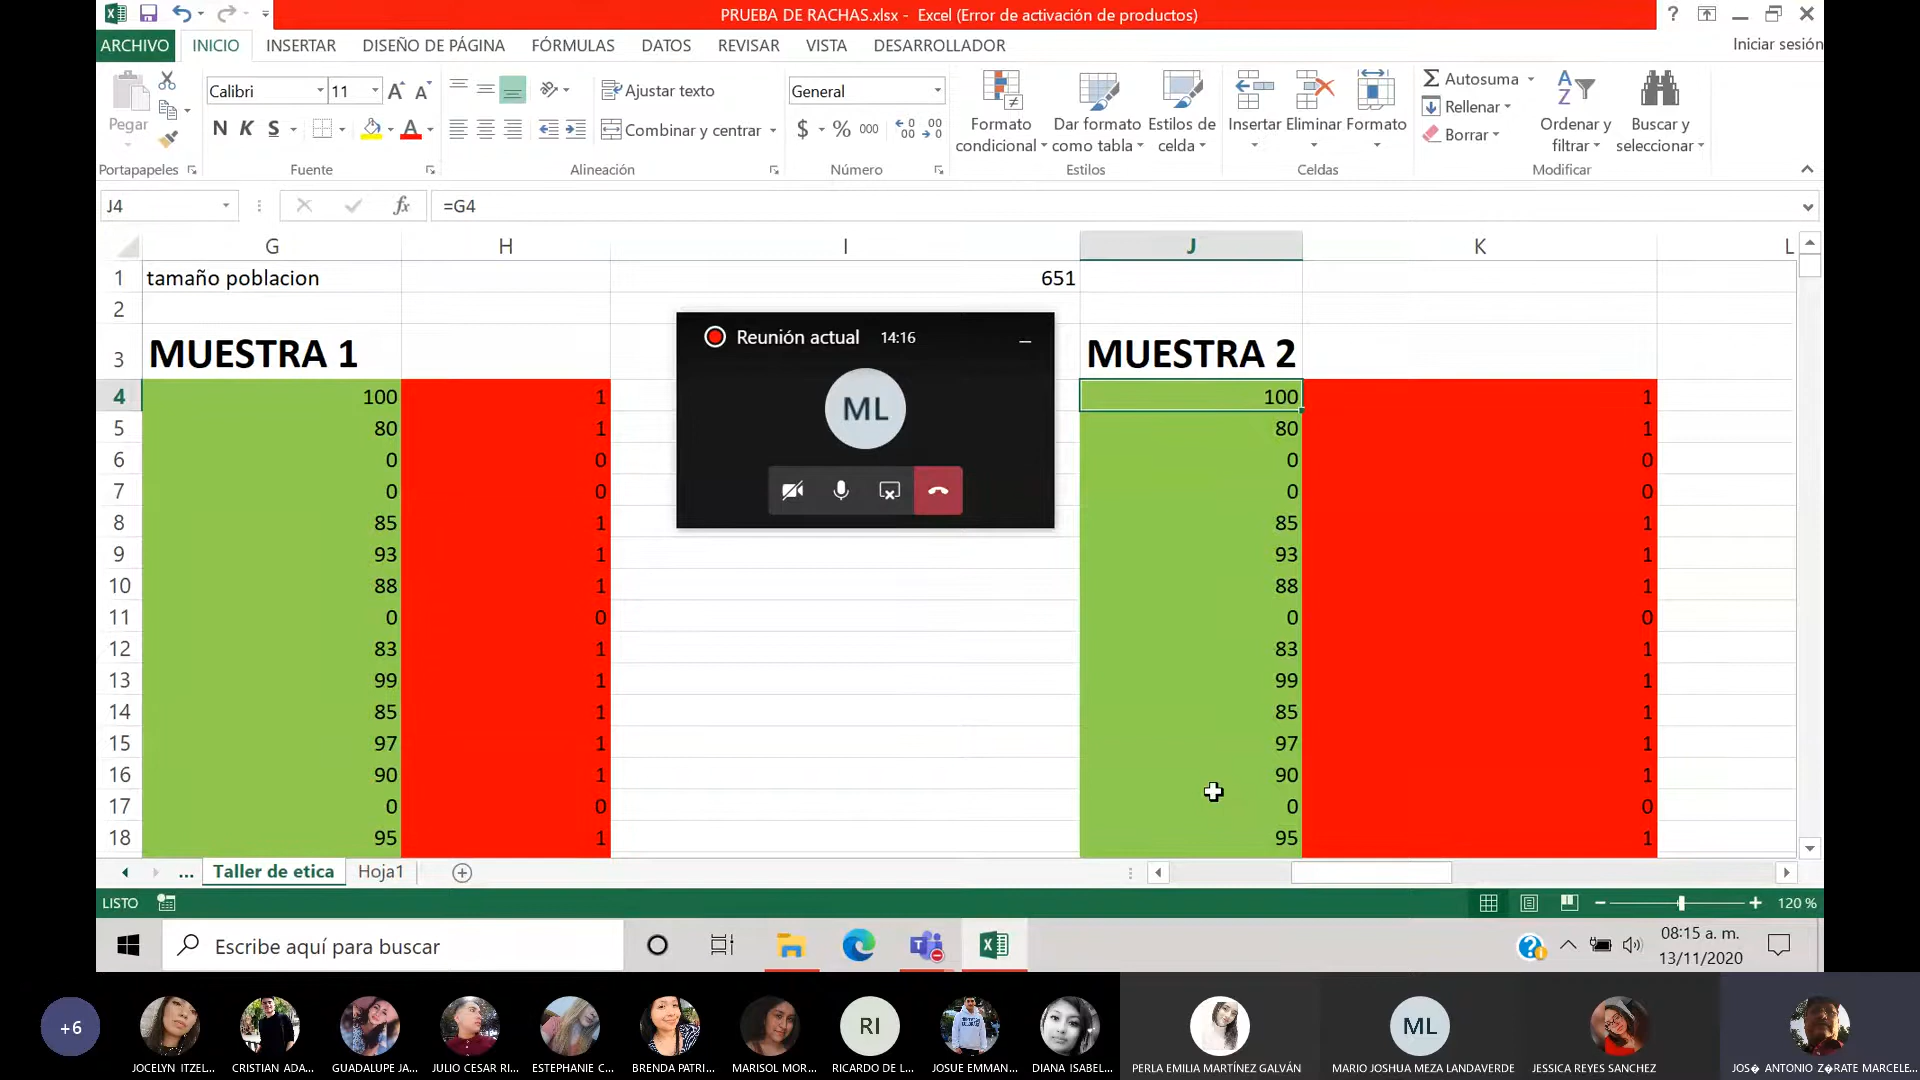 PRUEBA DE RACHAS.xlsx - Excel (Error de activación de productos)
ARCHIVO INICIO INSERTAR DISEÑO DE PÁGINA FÓRMULAS DATOS REVISAR VISTA DESARROLLADOR Iniciar sesión
Pegar
Calibri 11
N K S
Ajustar texto
Combinar y centrar
General
$ % 000
Formato condicional
Dar formato como tabla
Estilos de celda
Insertar Eliminar Formato
Autosuma
Rellenar
Borrar
Ordenar y filtrar
Buscar y seleccionar
Portapapeles Fuente Alineación Número Estilos Celdas Modificar
J4 fx =G4
G H I J K L
1 tamaño poblacion 651
2
3 MUESTRA 1 MUESTRA 2
4 100 1 100 1
5 80 1 80 1
6 0 0 0 0
7 0 0 0 0
8 85 1 85 1
9 93 1 93 1
10 88 1 88 1
11 0 0 0 0
12 83 1 83 1
13 99 1 99 1
14 85 1 85 1
15 97 1 97 1
16 90 1 90 1
17 0 0 0 0
18 95 1 95 1
Reunión actual 14:16
ML
... Taller de etica Hoja1
LISTO 120 %
Escribe aquí para buscar
08:15 a. m.
13/11/2020
+6 RI ML
JOCELYN ITZEL... CRISTIAN ADA... GUADALUPE JA... JULIO CESAR RI... ESTEPHANIE C... BRENDA PATRI... MARISOL MOR... RICARDO DE L... JOSUE EMMAN... DIANA ISABEL... PERLA EMILIA MARTÍNEZ GALVÁN MARIO JOSHUA MEZA LANDAVERDE JESSICA REYES SANCHEZ JOS� ANTONIO Z�RATE MARCELE...